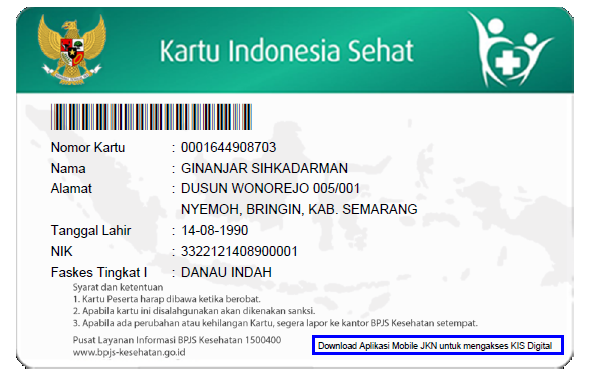 Kartu Indonesia Sehat
Nomor Kartu : 0001644908703
Nama : GINANJAR SIHKADARMAN
Alamat : DUSUN WONOREJO 005/001
NYEMOH, BRINGIN, KAB. SEMARANG
Tanggal Lahir : 14-08-1990
NIK : 3322121408900001
Faskes Tingkat I : DANAU INDAH
Syarat dan ketentuan
1. Kartu Peserta harap dibawa ketika berobat.
2. Apabila kartu ini disalahgunakan akan dikenakan sanksi.
3. Apabila ada perubahan atau kehilangan Kartu, segera lapor ke kantor BPJS Kesehatan setempat.
Pusat Layanan Informasi BPJS Kesehatan 1500400
www.bpjs-kesehatan.go.id
Download Aplikasi Mobile JKN untuk mengakses KIS Digital